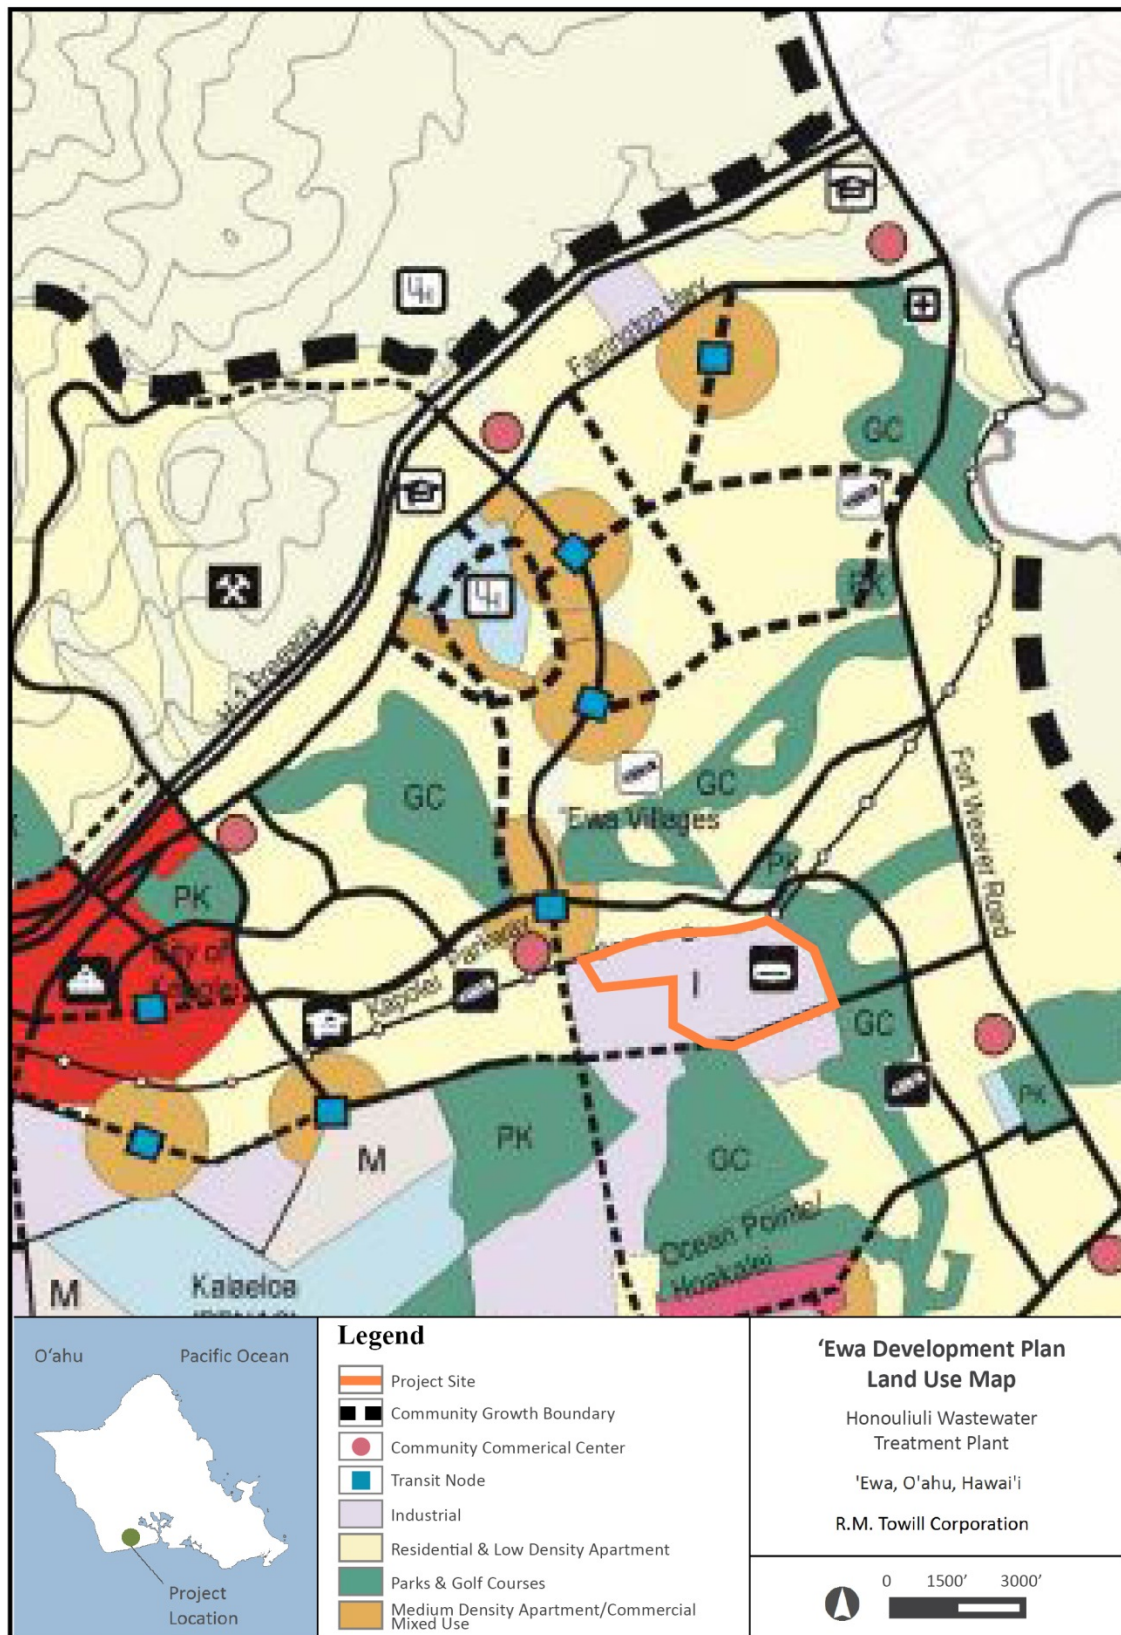 Farrington Hwy
GC
PK
H-1 Freeway
GC
GC
'Ewa Villages
Fort Weaver Road
PK
PK
City of
Kapolei
Kapolei Parkway
I
GC
M
PK
GC
PK
Ocean Pointe/
Hoakalei
M
Kalaeloa
O'ahu
Pacific Ocean
Project
Location
Legend
Project Site
Community Growth Boundary
Community Commerical Center
Transit Node
Industrial
Residential & Low Density Apartment
Parks & Golf Courses
Medium Density Apartment/Commercial
Mixed Use
'Ewa Development Plan
Land Use Map
Honouliuli Wastewater
Treatment Plant
'Ewa, O'ahu, Hawai'i
R.M. Towill Corporation
0 1500' 3000'